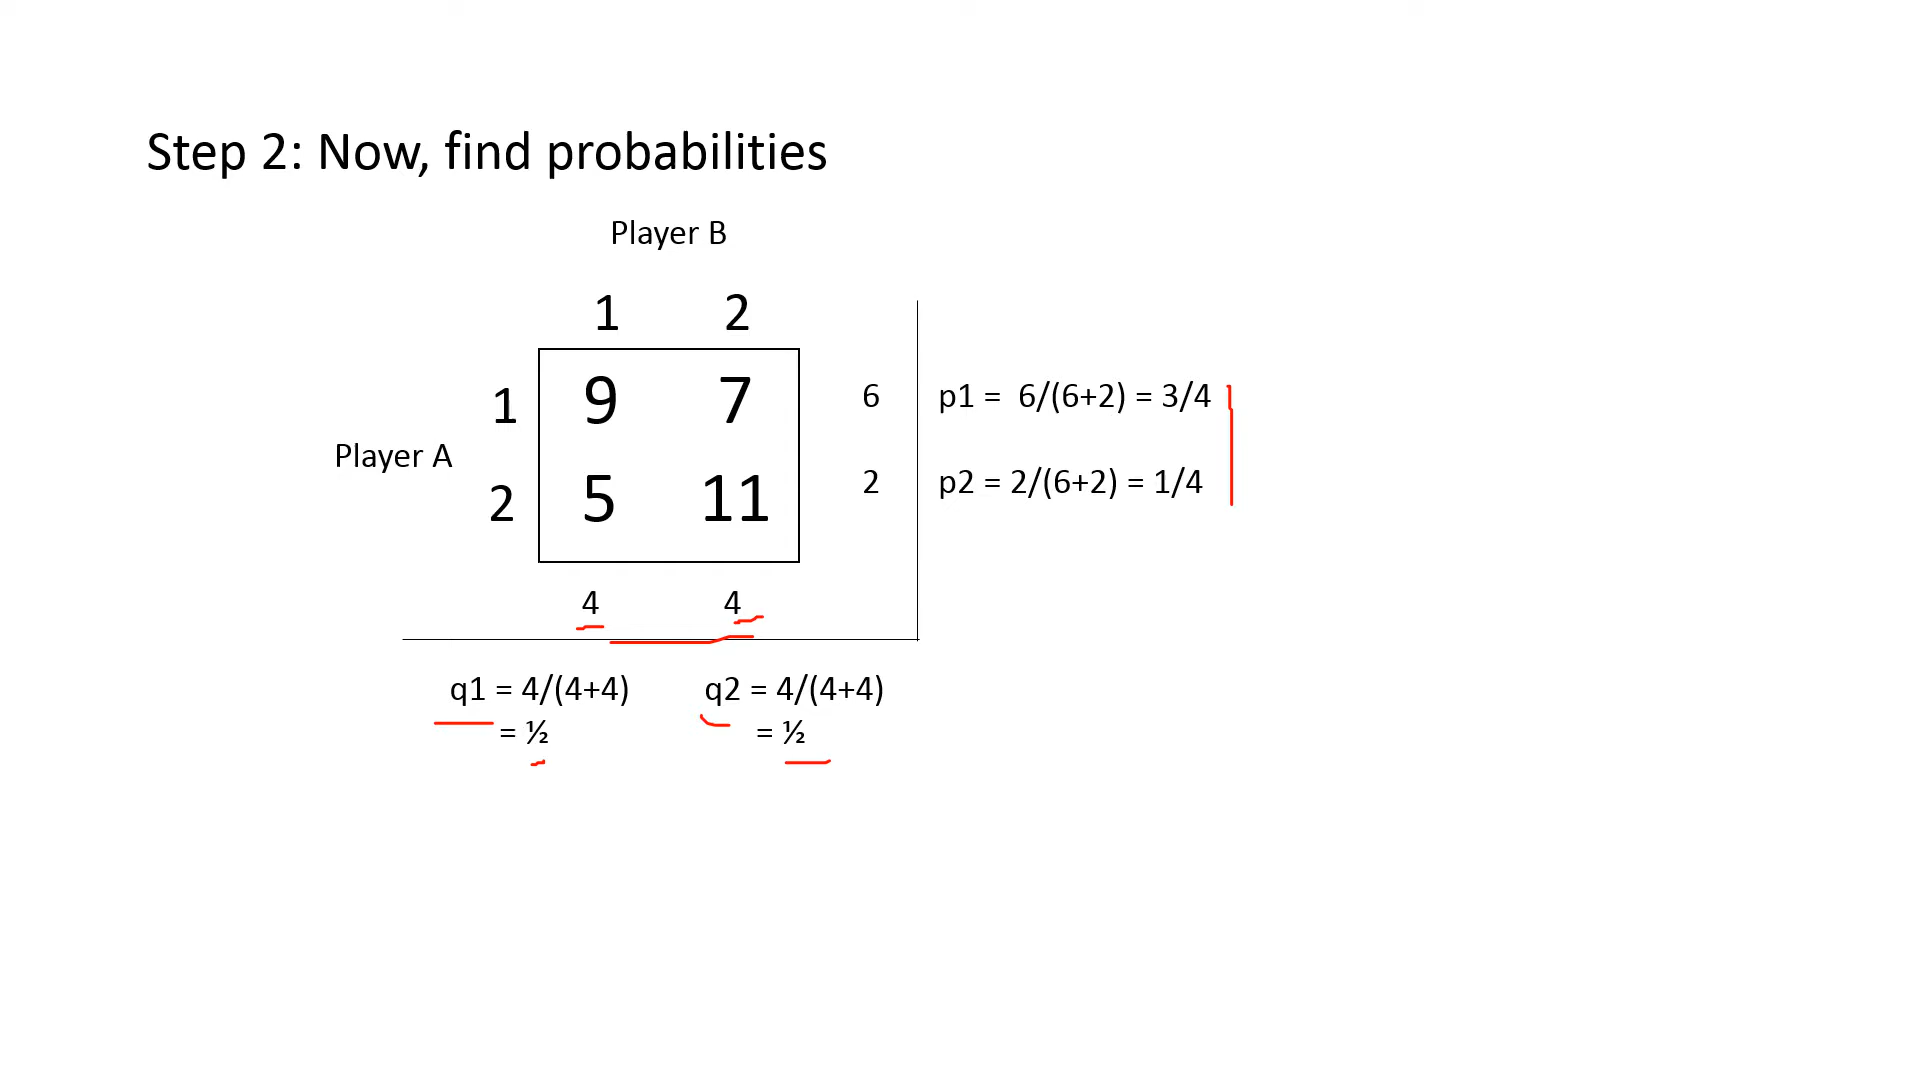 Step 2: Now, find probabilities
Player B
1 2
1 9 7 6 p1 = 6/(6+2) = 3/4
Player A
2 5 11 2 p2 = 2/(6+2) = 1/4
4 4
q1 = 4/(4+4) q2 = 4/(4+4)
= ½ = ½